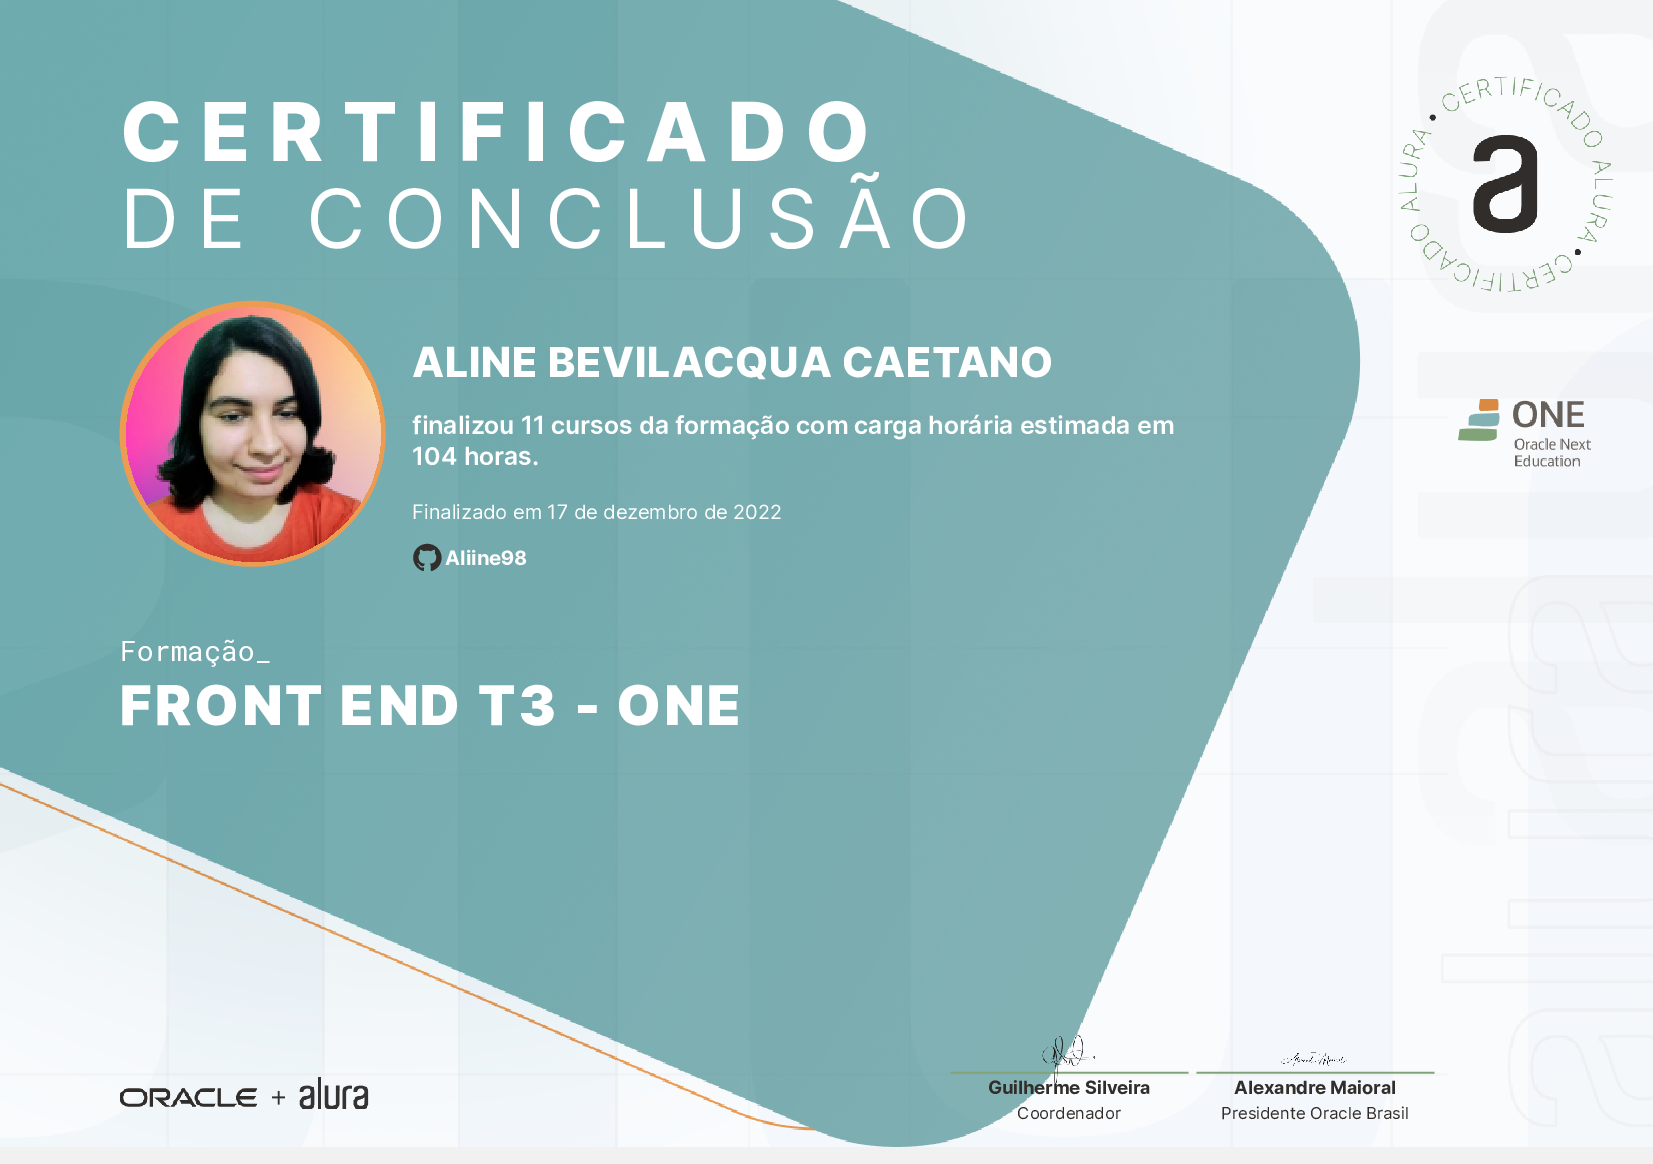 CERTIFICADO
DE CONCLUSÃO
CERTIFICADO ALURA • CERTIFICADO ALURA •
a
ALINE BEVILACQUA CAETANO
finalizou 11 cursos da formação com carga horária estimada em
104 horas.
Finalizado em 17 de dezembro de 2022
Aliine98
ONE
Oracle Next
Education
Formação_
FRONT END T3 - ONE
ORACLE + alura
Guilherme Silveira
Coordenador
Alexandre Maioral
Presidente Oracle Brasil
alura